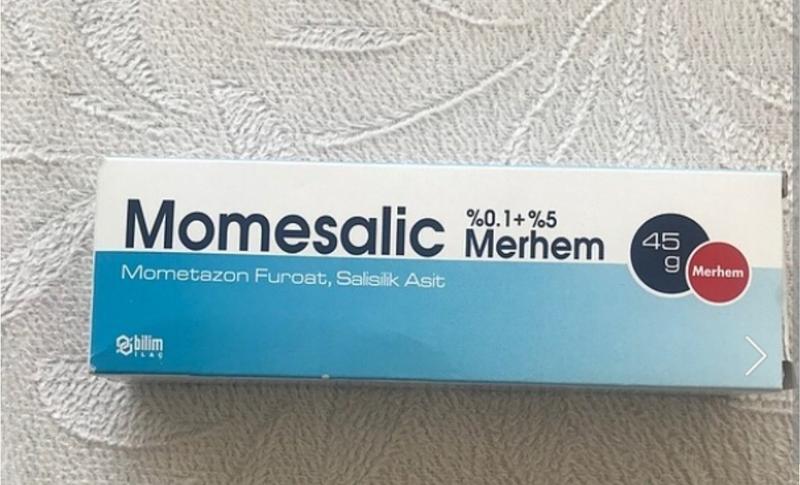 Momesalic %0.1+%5
Merhem
Mometazon Furoat, Salisilik Asit
45
g
Merhem
bilim
İLAÇ